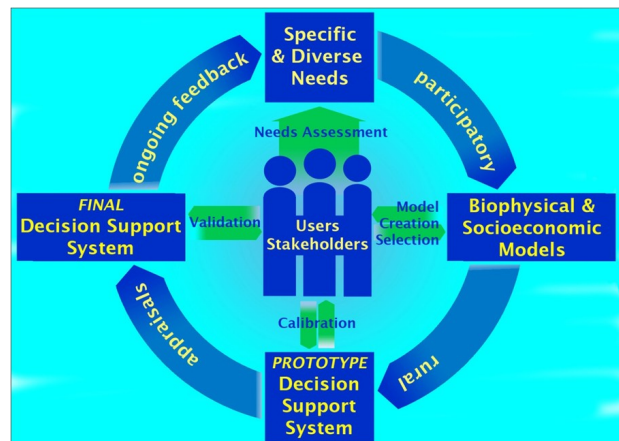 Specific
& Diverse
Needs
ongoing feedback
participatory
Needs Assessment
FINAL
Decision Support
System
Validation
Users
Stakeholders
Model
Creation
Selection
Biophysical &
Socioeconomic
Models
Calibration
appraisals
rural
PROTOTYPE
Decision
Support
System